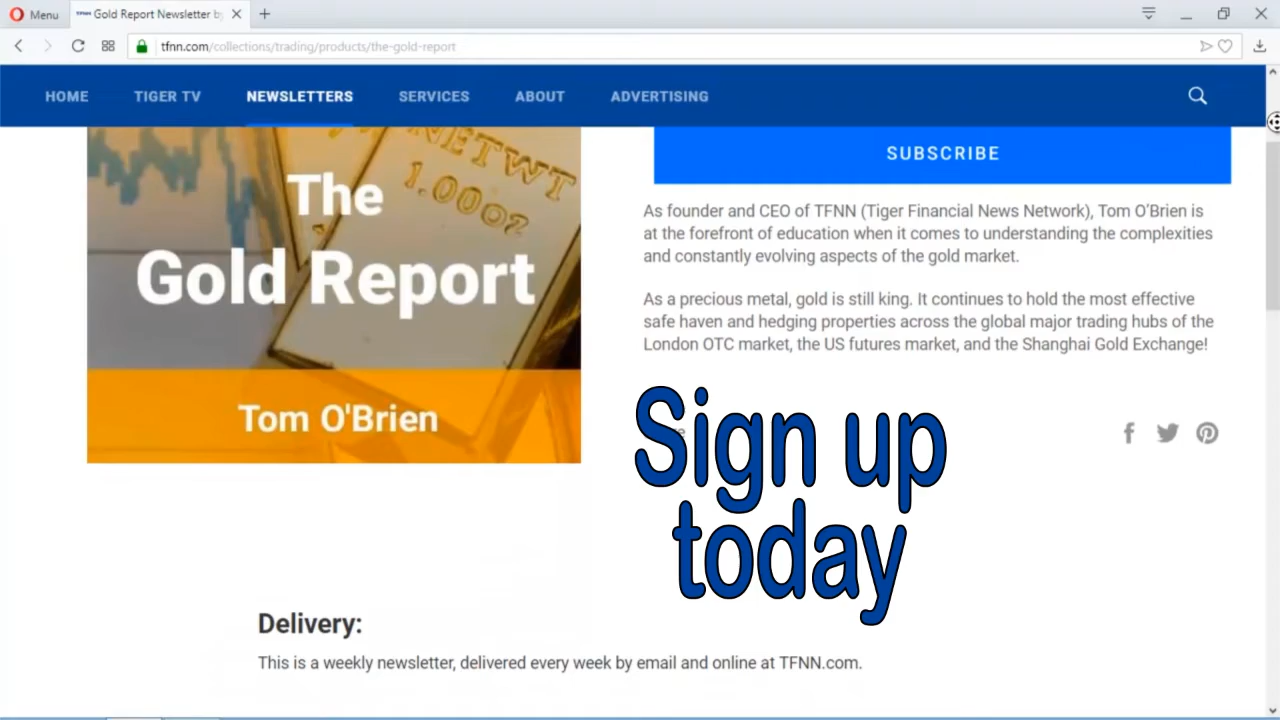 Menu
TFNN Gold Report Newsletter by
tfnn.com/collections/trading/products/the-gold-report
HOME
TIGER TV
NEWSLETTERS
SERVICES
ABOUT
ADVERTISING
NETWT
1.00OZ
The
Gold Report
Tom O'Brien
SUBSCRIBE
As founder and CEO of TFNN (Tiger Financial News Network), Tom O'Brien is
at the forefront of education when it comes to understanding the complexities
and constantly evolving aspects of the gold market.
As a precious metal, gold is still king. It continues to hold the most effective
safe haven and hedging properties across the global major trading hubs of the
London OTC market, the US futures market, and the Shanghai Gold Exchange!
Sign up
today
Delivery:
This is a weekly newsletter, delivered every week by email and online at TFNN.com.